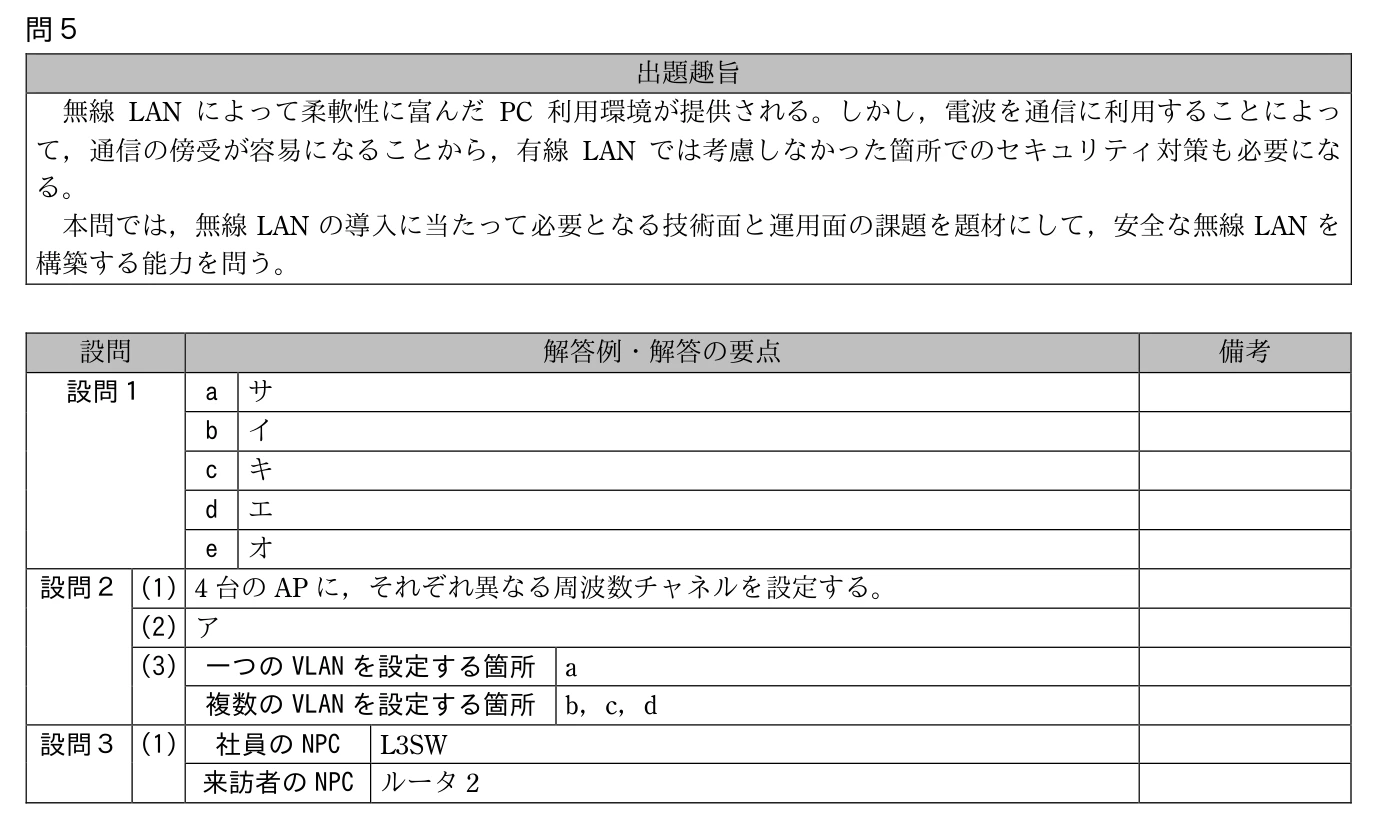 問5
出題趣旨
無線 LAN によって柔軟性に富んだ PC 利用環境が提供される。しかし，電波を通信に利用することによっ
て，通信の傍受が容易になることから，有線 LAN では考慮しなかった箇所でのセキュリティ対策も必要にな
る。
本問では，無線 LAN の導入に当たって必要となる技術面と運用面の課題を題材にして，安全な無線 LAN を
構築する能力を問う。
設問 解答例・解答の要点 備考
設問1 a サ
b イ
c キ
d エ
e オ
設問2 (1) 4 台の AP に，それぞれ異なる周波数チャネルを設定する。
(2) ア
(3) 一つの VLAN を設定する箇所 a
複数の VLAN を設定する箇所 b，c，d
設問3 (1) 社員の NPC L3SW
来訪者の NPC ルータ 2